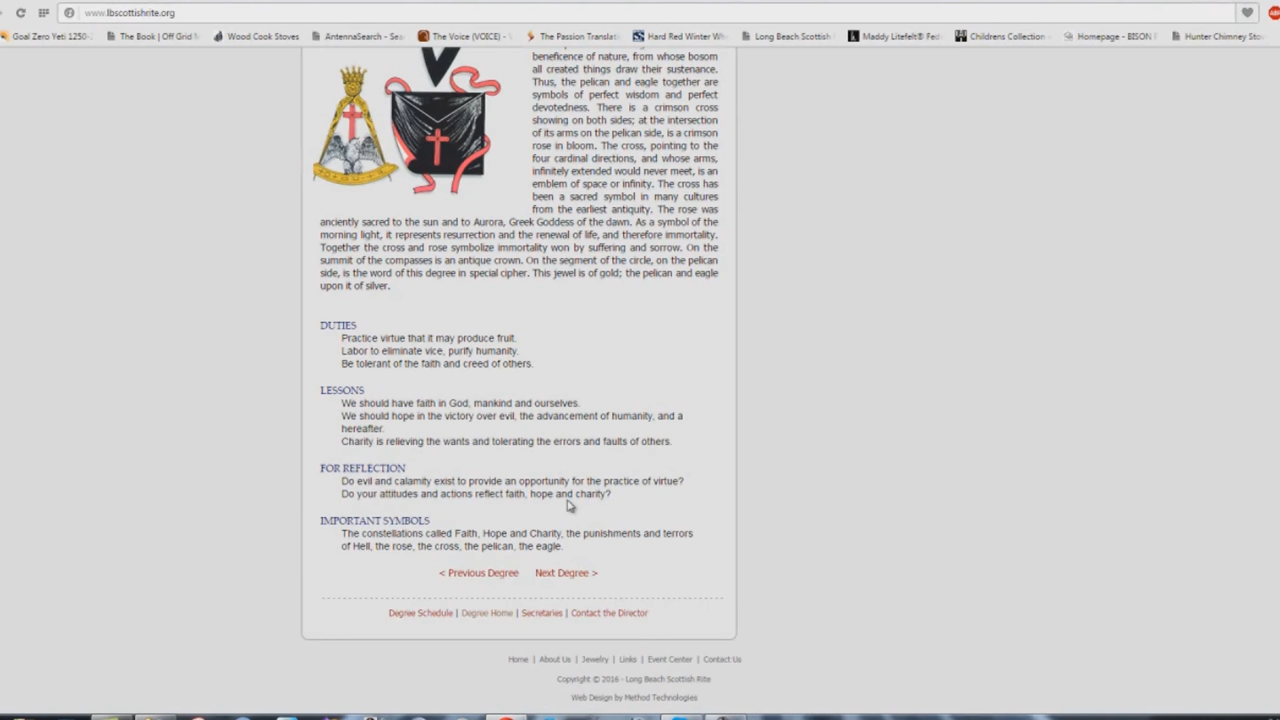 www.lbscottishrite.org
Goal Zero Yeti 1250- The Book | Off Grid Wood Cook Stoves AntennaSearch - Sea The Voice (VOICE) - The Passion Translati Hard Red Winter Wh Long Beach Scottish Maddy Litefelt® Fed Childrens Collection Homepage - BISON Hunter Chimney Sto
beneficence of nature, from whose bosom
all created things draw their sustenance.
Thus, the pelican and eagle together are
symbols of perfect wisdom and perfect
devotedness. There is a crimson cross
showing on both sides; at the intersection
of its arms on the pelican side, is a crimson
rose in bloom. The cross, pointing to the
four cardinal directions, and whose arms,
infinitely extended would never meet, is an
emblem of space or infinity. The cross has
been a sacred symbol in many cultures
from the earliest antiquity. The rose was
anciently sacred to the sun and to Aurora, Greek Goddess of the dawn. As a symbol of the
morning light, it represents resurrection and the renewal of life, and therefore immortality.
Together the cross and rose symbolize immortality won by suffering and sorrow. On the
summit of the compasses is an antique crown. On the segment of the circle, on the pelican
side, is the word of this degree in special cipher. This jewel is of gold; the pelican and eagle
upon it of silver.
DUTIES
Practice virtue that it may produce fruit.
Labor to eliminate vice, purify humanity.
Be tolerant of the faith and creed of others.
LESSONS
We should have faith in God, mankind and ourselves.
We should hope in the victory over evil, the advancement of humanity, and a
hereafter.
Charity is relieving the wants and tolerating the errors and faults of others.
FOR REFLECTION
Do evil and calamity exist to provide an opportunity for the practice of virtue?
Do your attitudes and actions reflect faith, hope and charity?
IMPORTANT SYMBOLS
The constellations called Faith, Hope and Charity, the punishments and terrors
of Hell, the rose, the cross, the pelican, the eagle.
< Previous Degree Next Degree >
Degree Schedule | Degree Home | Secretaries | Contact the Director
Home | About Us | Jewelry | Links | Event Center | Contact Us
Copyright © 2016 - Long Beach Scottish Rite
Web Design by Method Technologies